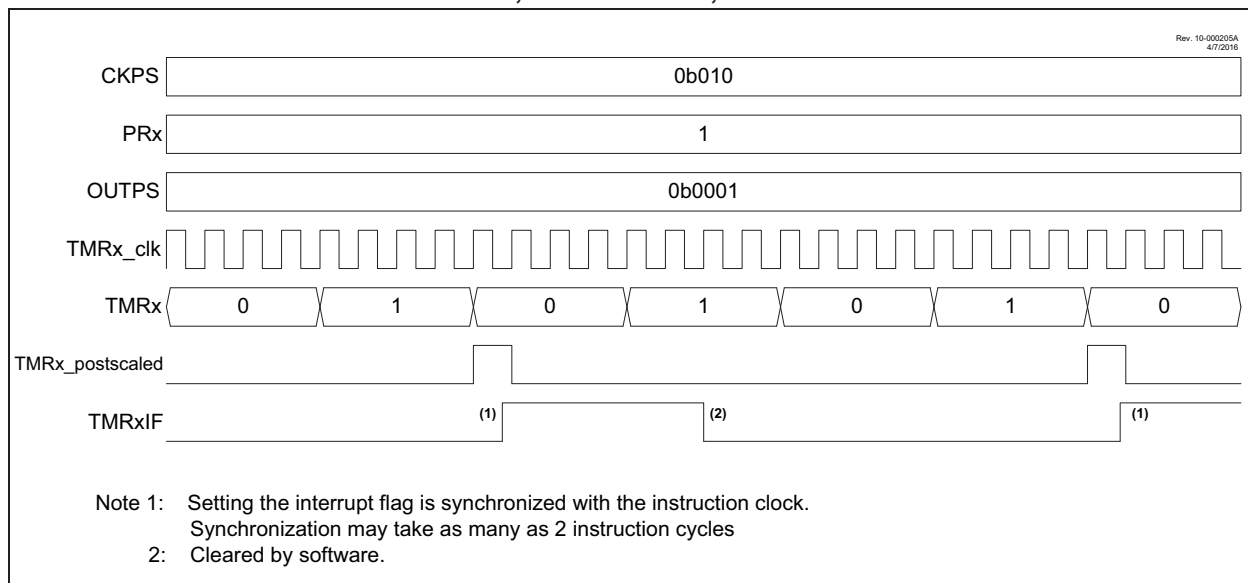 Rev. 10-000205A
4/7/2016
CKPS 0b010
PRx 1
OUTPS 0b0001
TMRx_clk
TMRx 0 1 0 1 0 1 0
TMRx_postscaled
TMRxIF (1) (2) (1)
Note 1: Setting the interrupt flag is synchronized with the instruction clock.
Synchronization may take as many as 2 instruction cycles
2: Cleared by software.